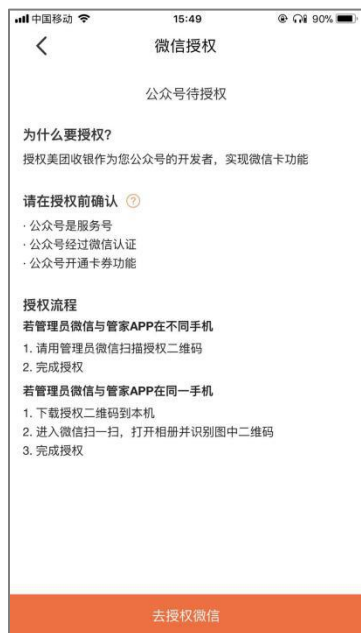 中国移动 15:49 90%
微信授权
公众号待授权
为什么要授权?
授权美团收银作为您公众号的开发者，实现微信卡功能
请在授权前确认 ?
· 公众号是服务号
· 公众号经过微信认证
· 公众号开通卡券功能
授权流程
若管理员微信与管家APP在不同手机
1. 请用管理员微信扫描授权二维码
2. 完成授权
若管理员微信与管家APP在同一手机
1. 下载授权二维码到本机
2. 进入微信扫一扫，打开相册并识别图中二维码
3. 完成授权
去授权微信